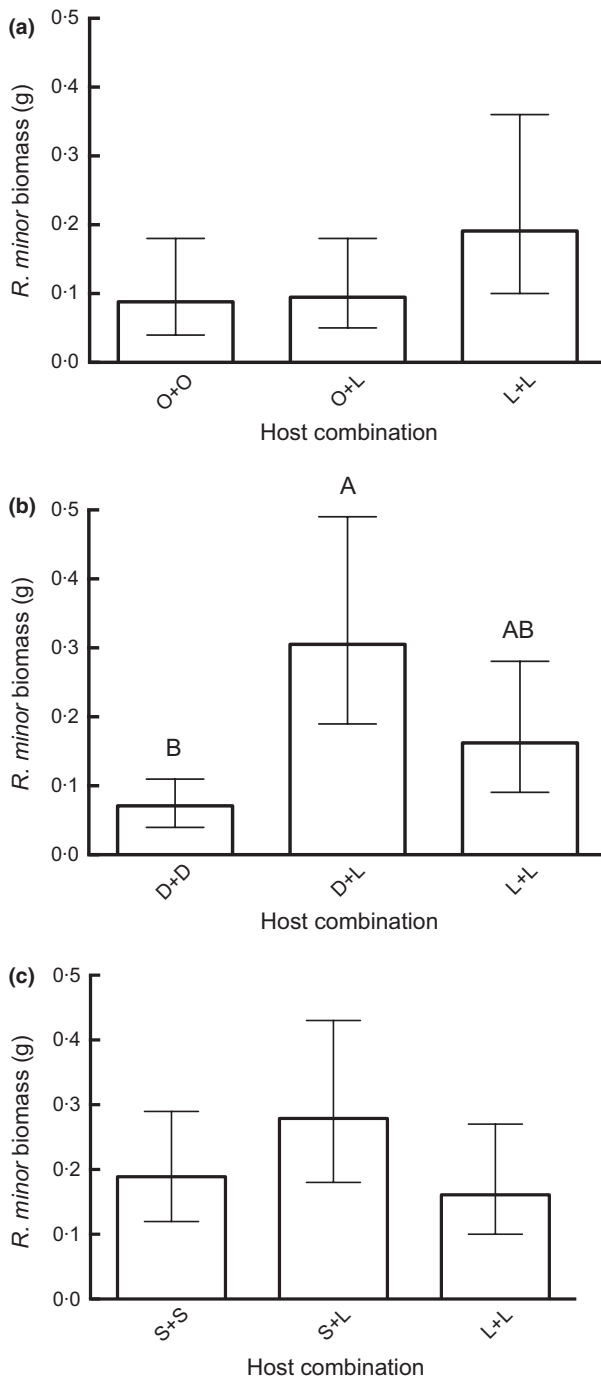 (a)
R. minor biomass (g)
0·5
0·4
0·3
0·2
0·1
0·0
O+O
O+L
L+L
Host combination
(b)
R. minor biomass (g)
0·5
0·4
0·3
0·2
0·1
0·0
B
A
AB
D+D
D+L
L+L
Host combination
(c)
R. minor biomass (g)
0·5
0·4
0·3
0·2
0·1
0·0
S+S
S+L
L+L
Host combination